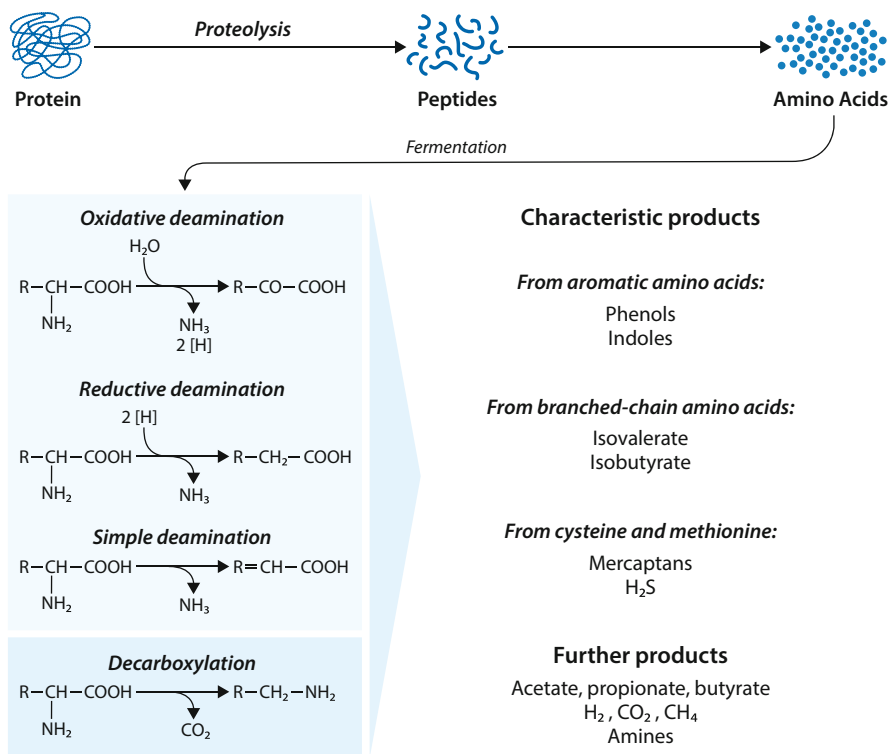 Proteolysis
Protein
Peptides
Amino Acids
Fermentation
Oxidative deamination
H₂O
R–CH–COOH
R–CO–COOH
NH₂
NH₃
2 [H]
Reductive deamination
2 [H]
R–CH–COOH
R–CH₂–COOH
NH₂
NH₃
Simple deamination
R–CH–COOH
R=CH–COOH
NH₂
NH₃
Decarboxylation
R–CH–COOH
R–CH₂–NH₂
NH₂
CO₂
Characteristic products
From aromatic amino acids:
Phenols
Indoles
From branched-chain amino acids:
Isovalerate
Isobutyrate
From cysteine and methionine:
Mercaptans
H₂S
Further products
Acetate, propionate, butyrate
H₂ , CO₂ , CH₄
Amines